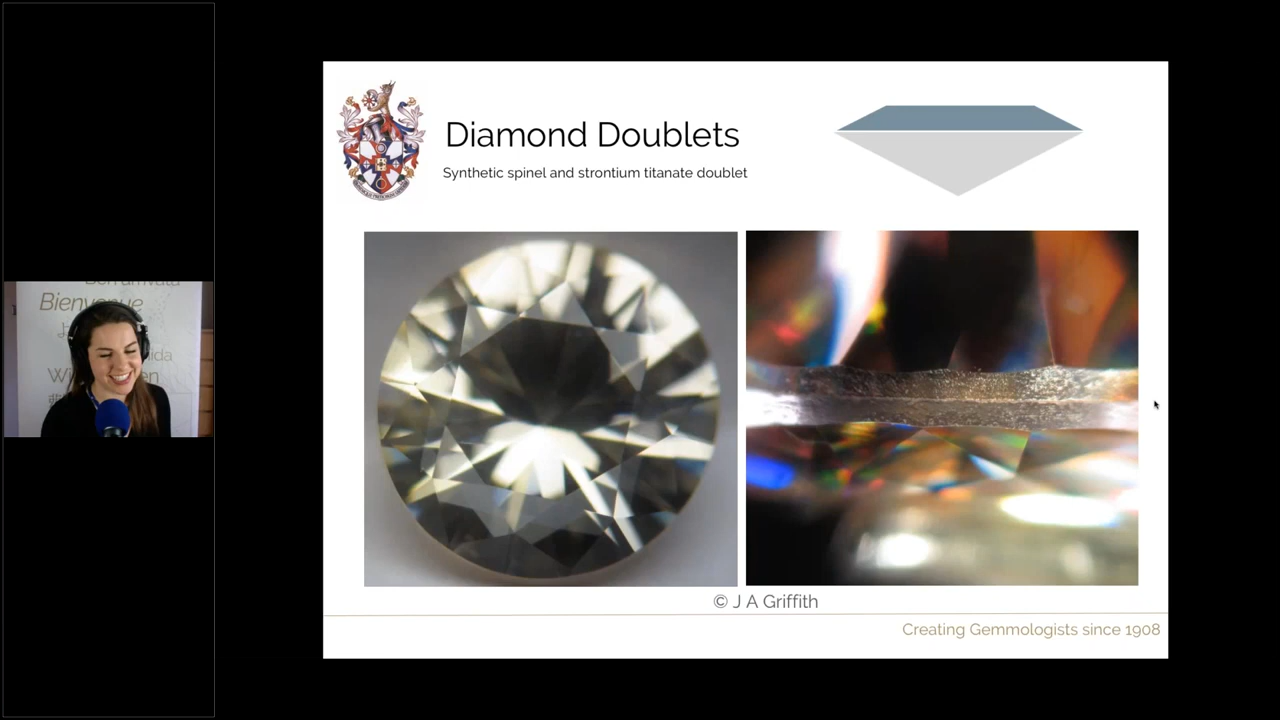 Diamond Doublets
Synthetic spinel and strontium titanate doublet
© J A Griffith
Creating Gemmologists since 1908
Bienvenue